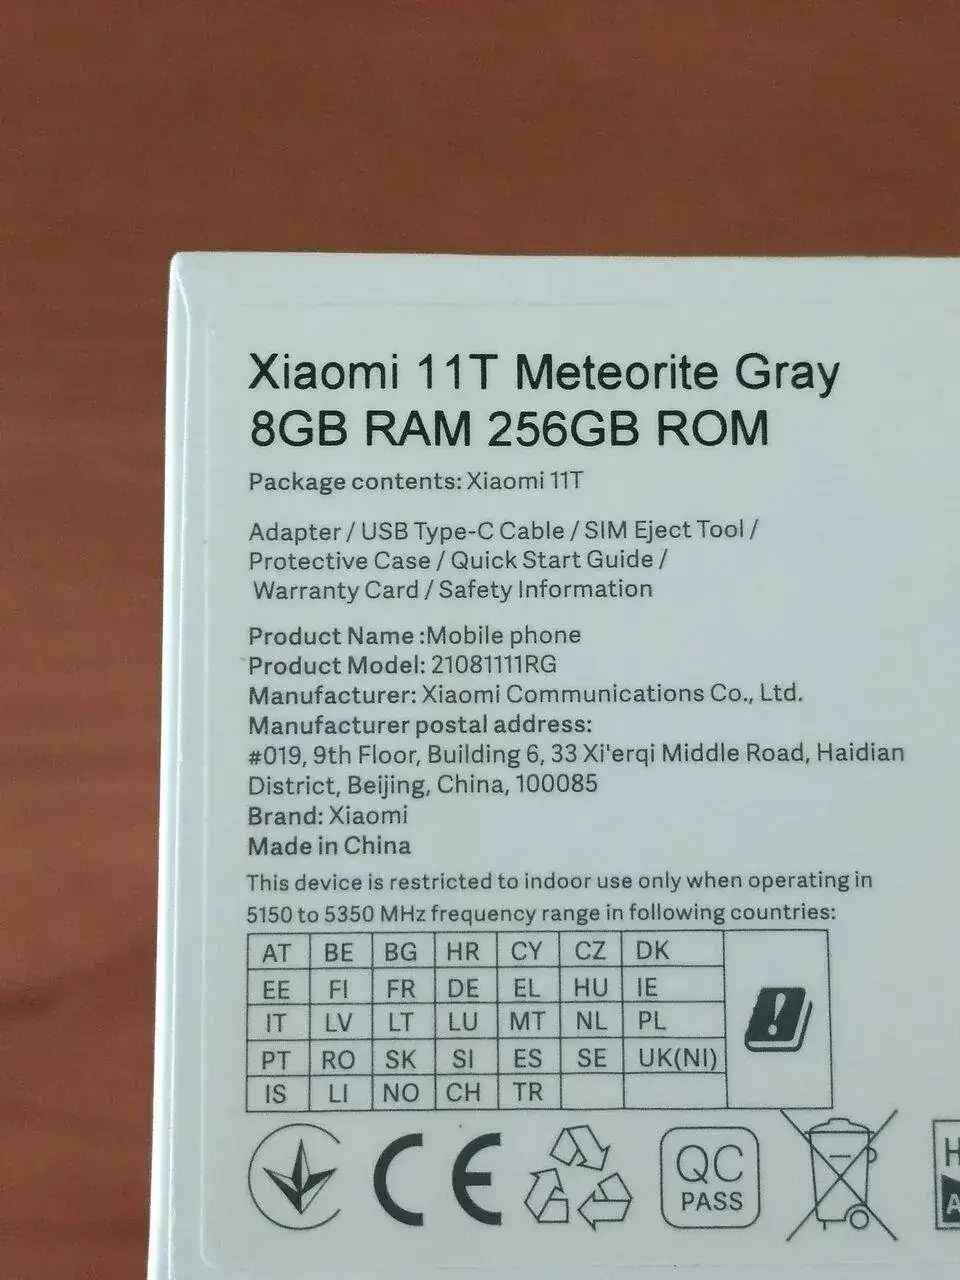 Xiaomi 11T Meteorite Gray
8GB RAM 256GB ROM
Package contents: Xiaomi 11T
Adapter / USB Type-C Cable / SIM Eject Tool /
Protective Case / Quick Start Guide /
Warranty Card / Safety Information
Product Name :Mobile phone
Product Model: 21081111RG
Manufacturer: Xiaomi Communications Co., Ltd.
Manufacturer postal address:
#019, 9th Floor, Building 6, 33 Xi'erqi Middle Road, Haidian
District, Beijing, China, 100085
Brand: Xiaomi
Made in China
This device is restricted to indoor use only when operating in
5150 to 5350 MHz frequency range in following countries:
AT BE BG HR CY CZ DK
EE FI FR DE EL HU IE
IT LV LT LU MT NL PL
PT RO SK SI ES SE UK(NI)
IS LI NO CH TR
CE
QC
PASS